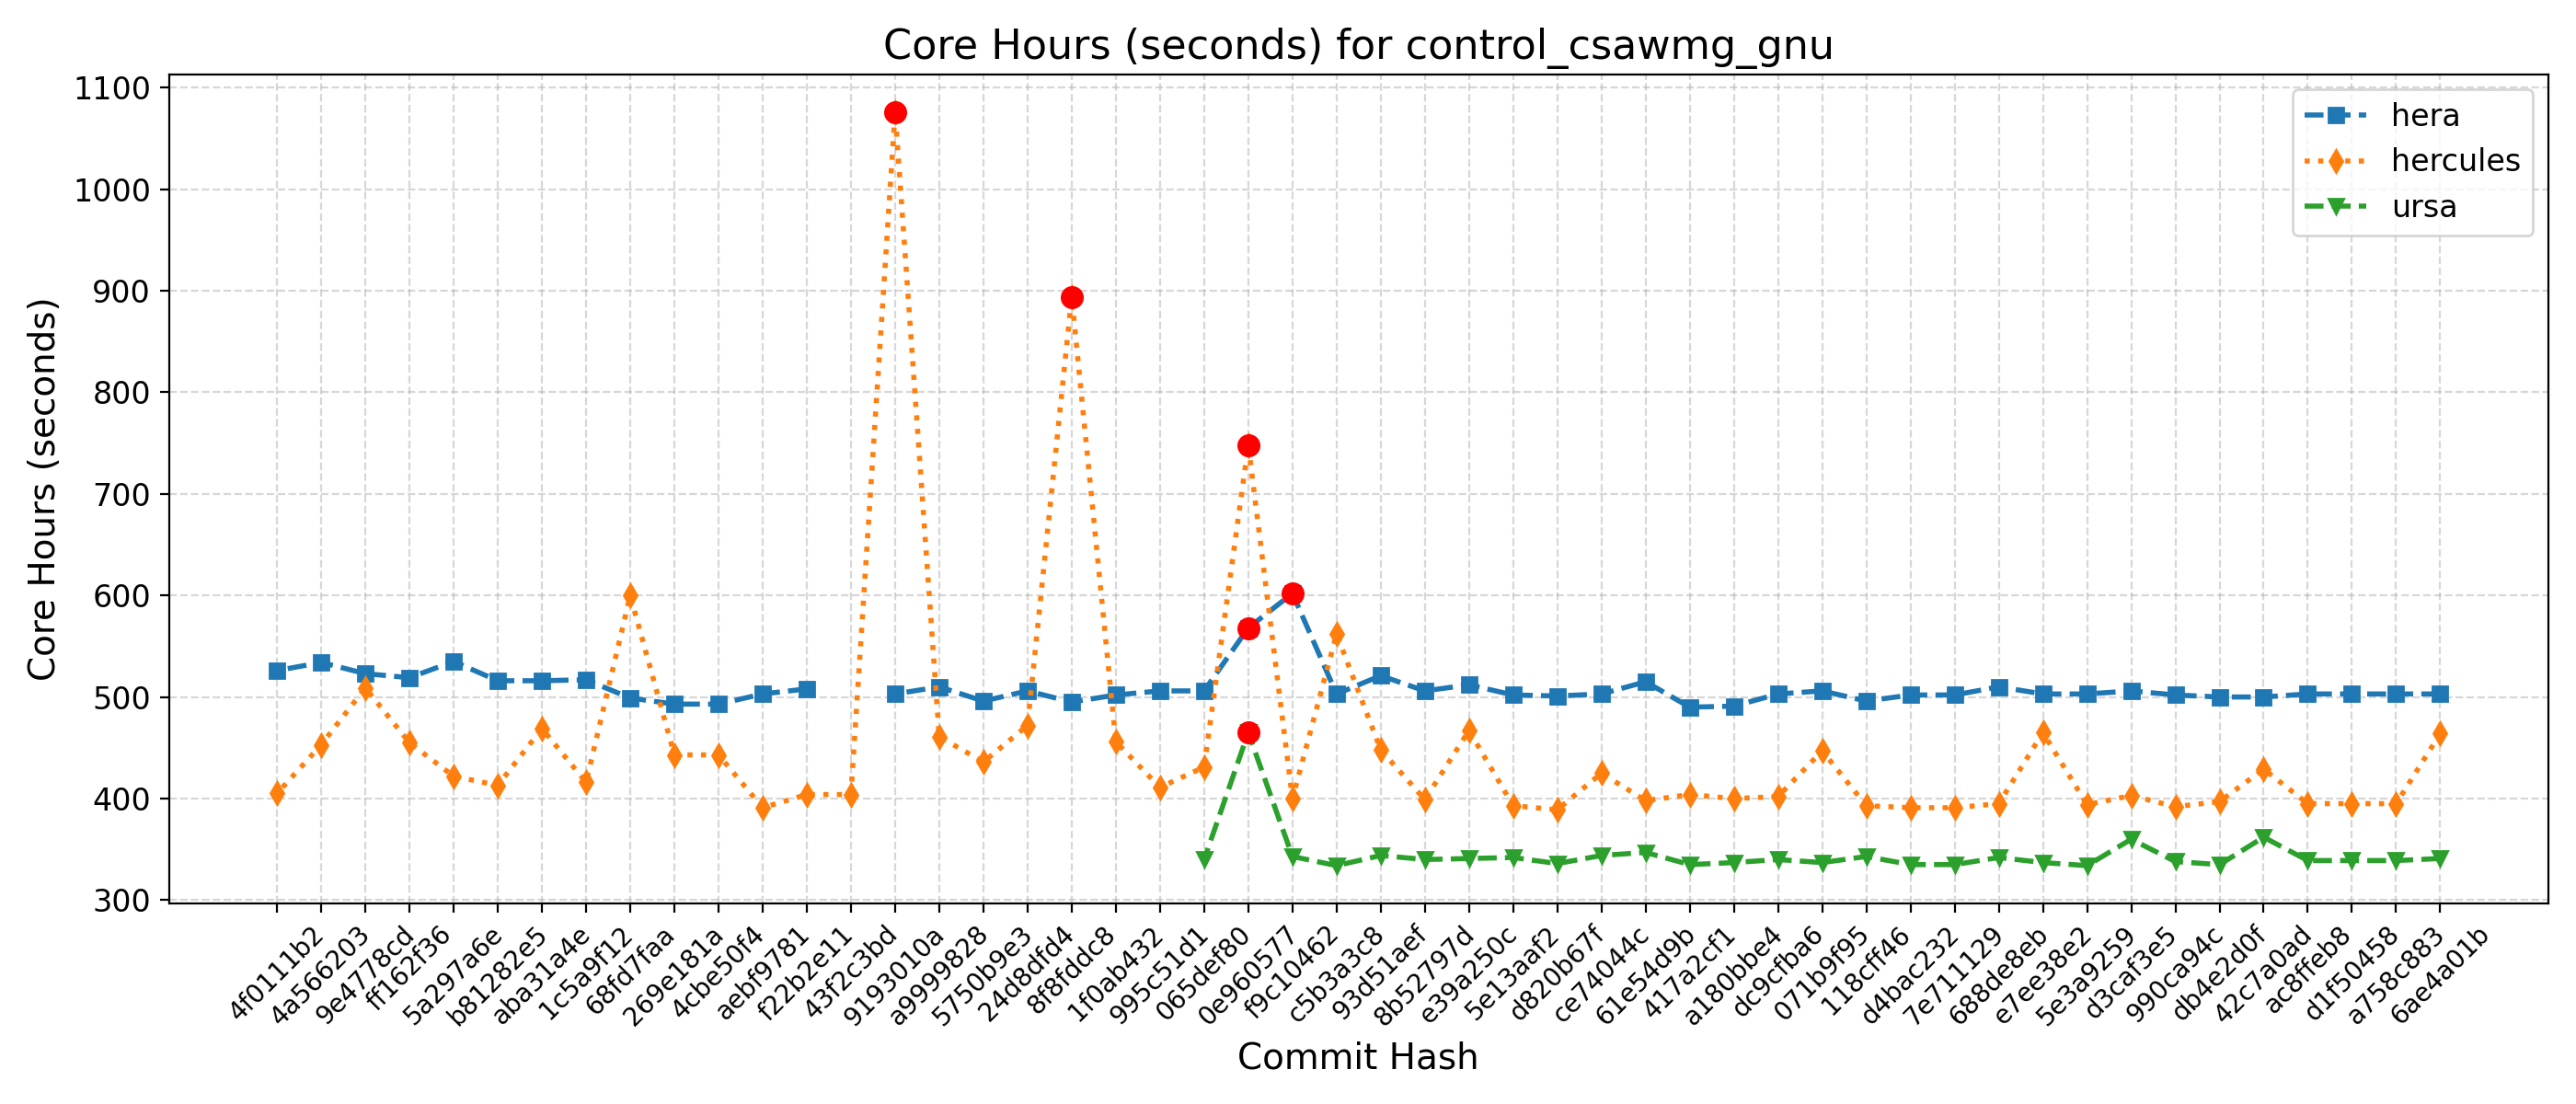 Core Hours (seconds) for control_csawmg_gnu
Core Hours (seconds)
1100
1000
900
800
700
600
500
400
300
hera
hercules
ursa
4f0111b2
4a566203
9e4778cd
ff162f36
5a297a6e
b81282e5
aba31a4e
1c5a9f12
68fd7faa
269e181a
4cbe50f4
aebf9781
f22b2e11
43f2c3bd
9193010a
a9999828
5750b9e3
24d8dfd4
8f8fddc8
1f0ab432
995c51d1
065def80
0e960577
f9c10462
c5b3a3c8
93d51aef
8b52797d
e39a250c
5e13aaf2
d820b67f
ce74044c
61e54d9b
417a2cf1
a180bbe4
dc9cfba6
071b9f95
118cff46
d4bac232
7e711129
688de8eb
e7ee38e2
5e3a9259
d3caf3e5
990ca94c
db4e2d0f
42c7a0ad
ac8ffeb8
d1f50458
a758c883
6ae4a01b
Commit Hash